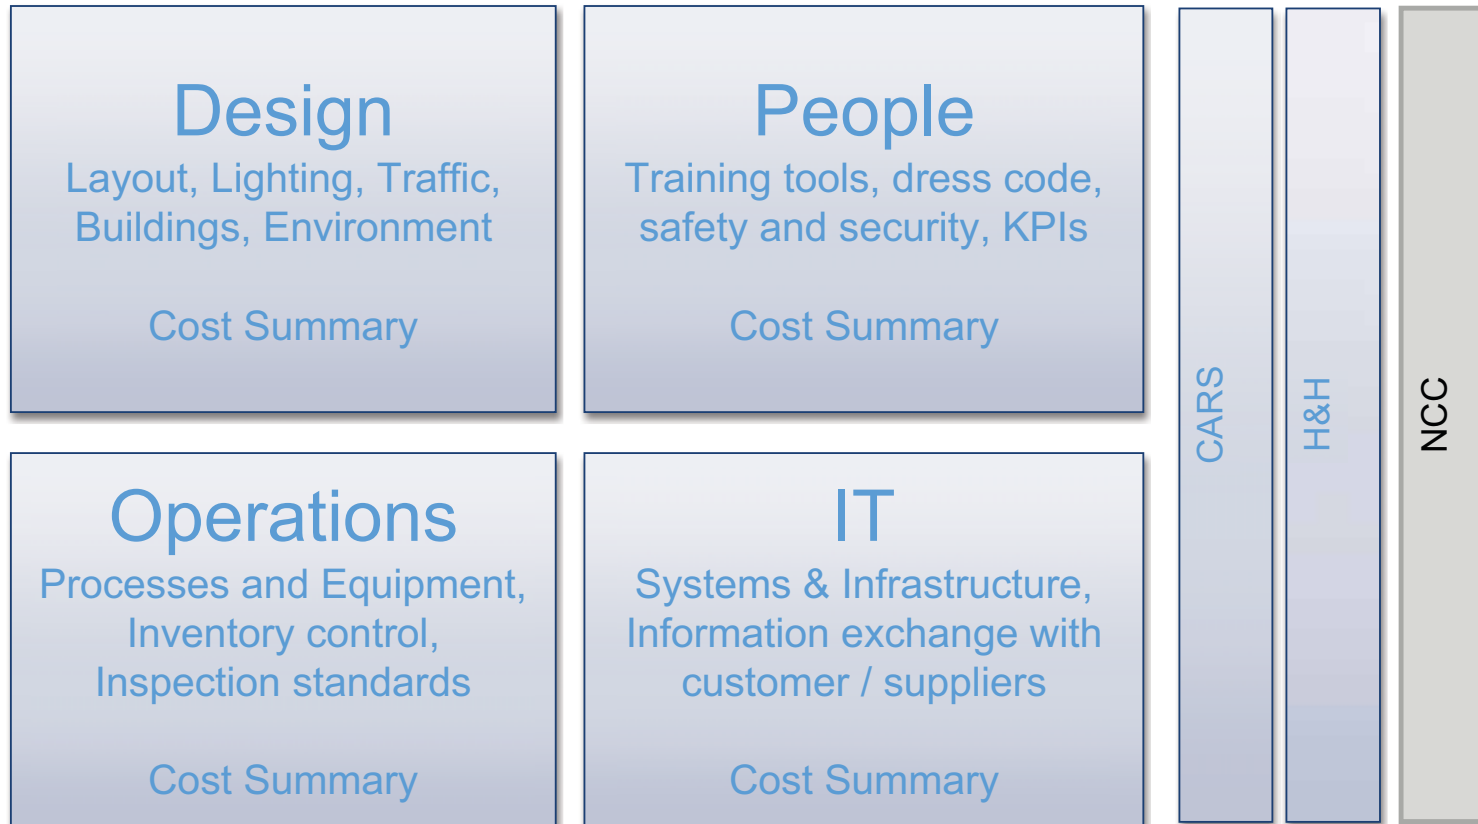 Design
Layout, Lighting, Traffic,
Buildings, Environment
Cost Summary
People
Training tools, dress code,
safety and security, KPIs
Cost Summary
Operations
Processes and Equipment,
Inventory control,
Inspection standards
Cost Summary
IT
Systems & Infrastructure,
Information exchange with
customer / suppliers
Cost Summary
CARS
H&H
NCC